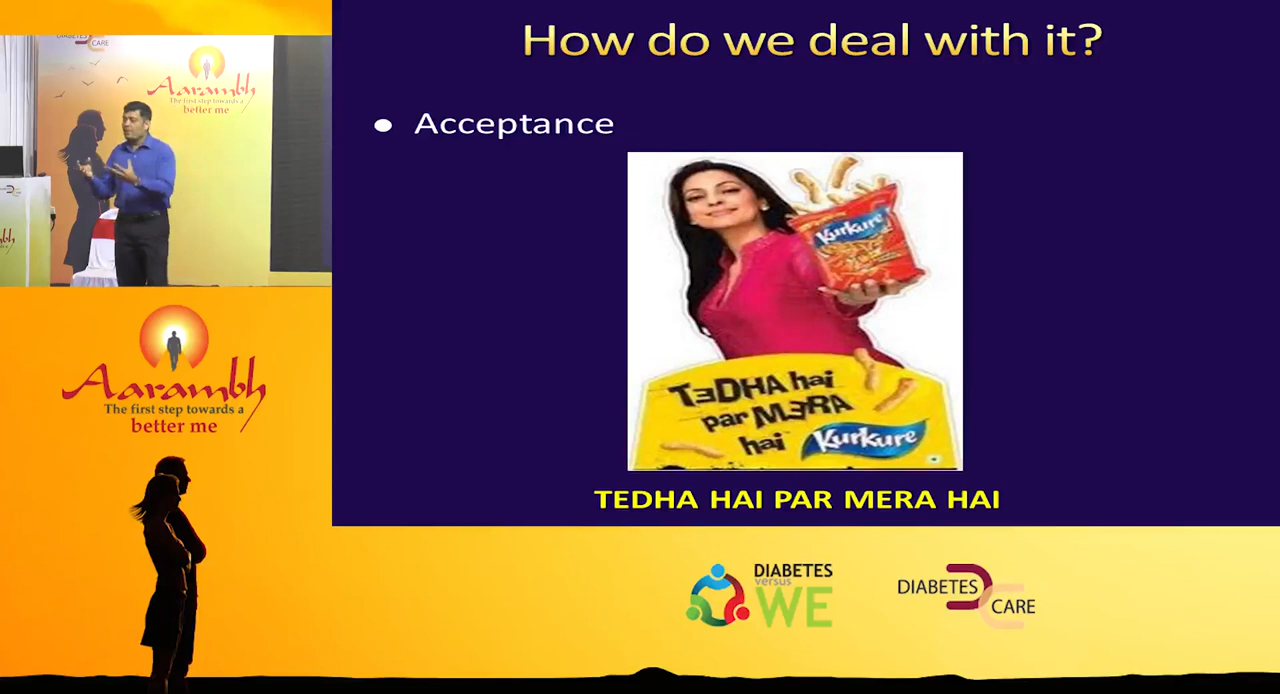 DIABETES
CARE
Aarambh
The first step towards a
better me
Aarambh
The first step towards a
better me
How do we deal with it?
● Acceptance
Kurkure
TEDHA hai
par MERA
hai Kurkure
TEDHA HAI PAR MERA HAI
DIABETES
versus
WE
DIABETES
CARE